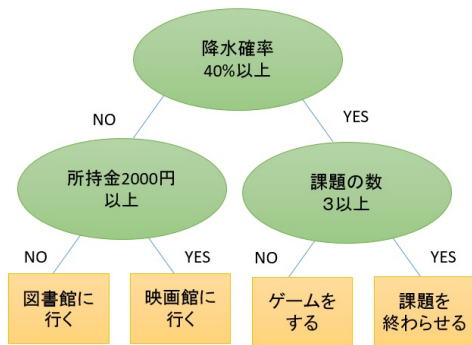 降水確率
40%以上
NO
YES
所持金2000円
以上
課題の数
３以上
NO
YES
NO
YES
図書館に
行く
映画館に
行く
ゲームを
する
課題を
終わらせる